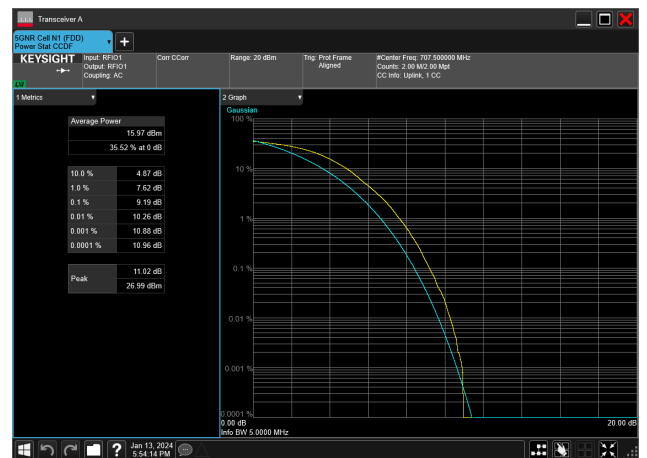 Transceiver A
5GNR Cell N1 (FDD)
Power Stat CCDF
KEYSIGHT
Input: RFIO1
Output: RFIO1
Coupling: AC
Corr CCorr
Range: 20 dBm
Trig: Prot Frame
Aligned
#Center Freq: 707.500000 MHz
Counts: 2.00 M/2.00 Mpt
CC Info: Uplink, 1 CC
1 Metrics
Average Power
15.97 dBm
35.52 % at 0 dB
10.0 % 4.87 dB
1.0 % 7.62 dB
0.1 % 9.19 dB
0.01 % 10.26 dB
0.001 % 10.88 dB
0.0001 % 10.96 dB
Peak
11.02 dB
26.99 dBm
2 Graph
Gaussian
100 %
10 %
1 %
0.1 %
0.01 %
0.001 %
0.0001 %
0.00 dB
20.00 dB
Info BW 5.0000 MHz
Jan 13, 2024
5:54:14 PM